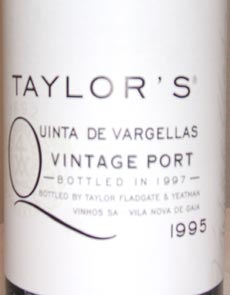 TAYLOR'S®
QUINTA DE VARGELLAS
VINTAGE PORT
— BOTTLED IN 1997 —
BOTTLED BY TAYLOR FLADGATE & YEATMAN
VINHOS SA VILA NOVA DE GAIA
1995